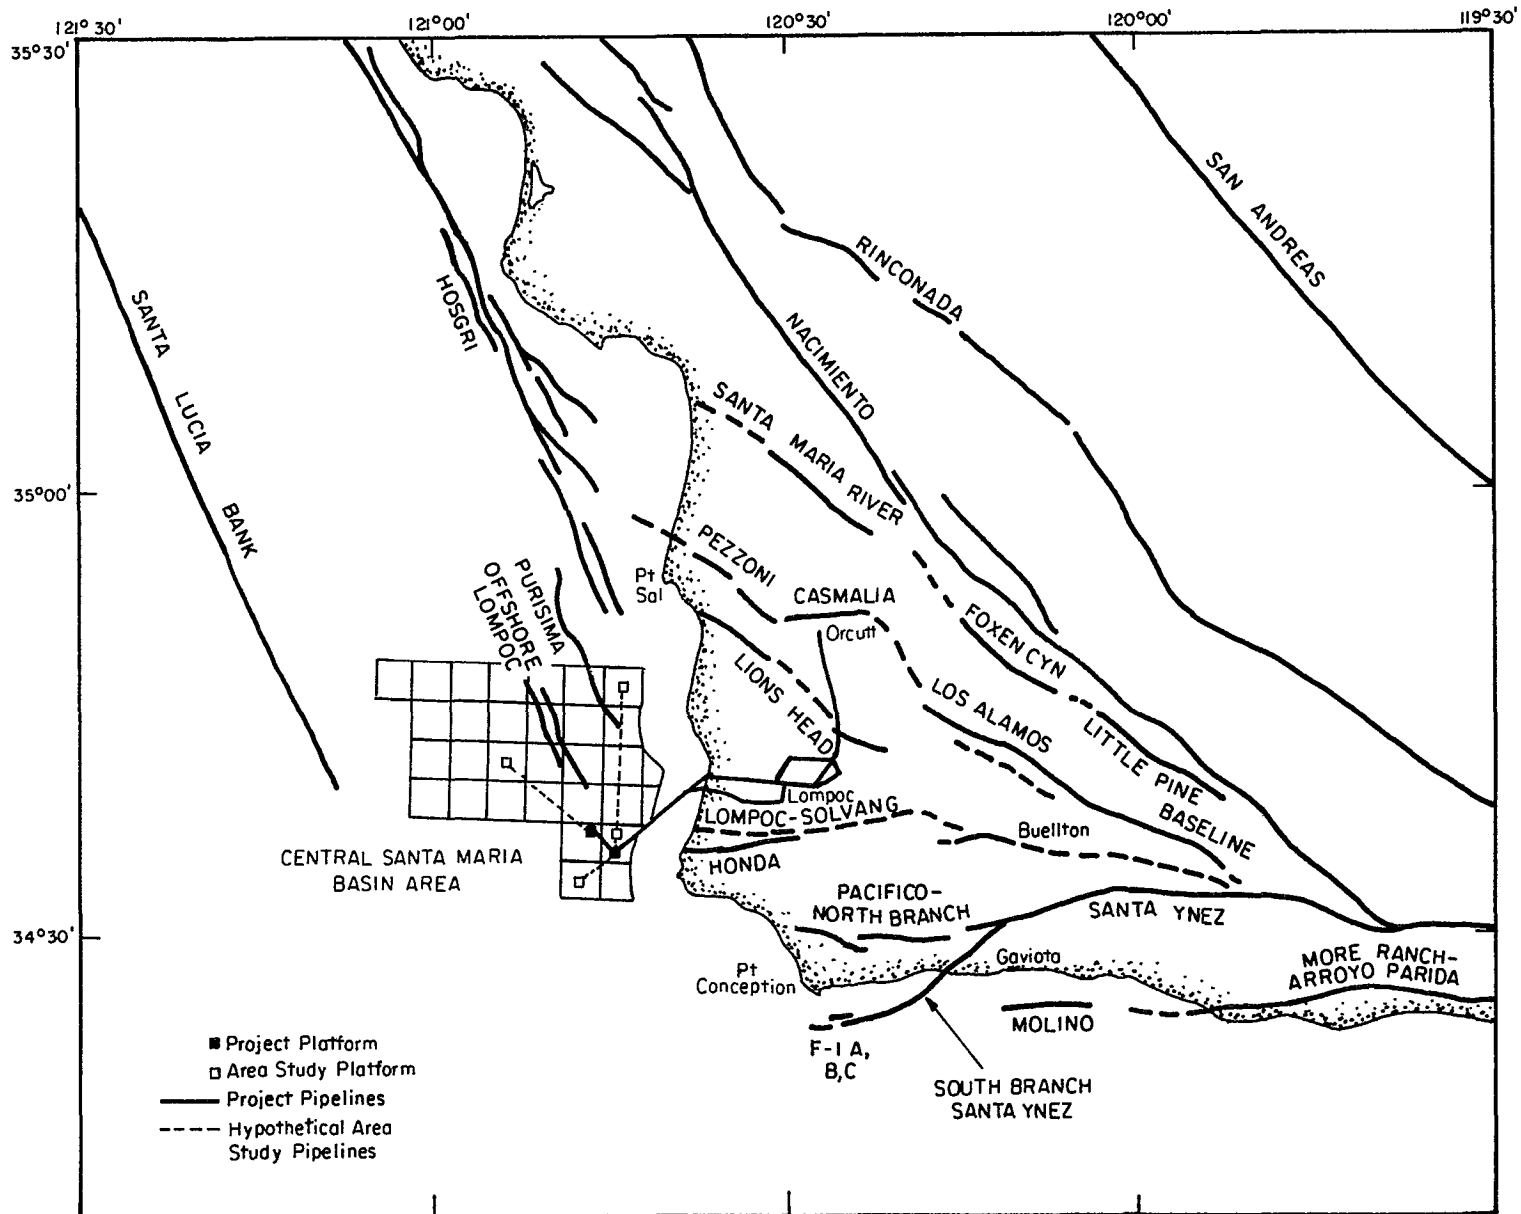 121° 30'
121°00'
120°30'
120°00'
119°30'
35°30'
SAN ANDREAS
RINCONADA
HOSGRI
SANTA LUCIA BANK
NACIMIENTO
SANTA MARIA RIVER
35°00'
PEZZONI
Pt
Sal
CASMALIA
Orcutt
PURISIMA
OFFSHORE
LOMPOC
FOXEN CYN
LIONS HEAD
LOS ALAMOS
LITTLE PINE
BASELINE
Lompoc
LOMPOC-SOLVANG
Buellton
HONDA
CENTRAL SANTA MARIA
BASIN AREA
PACIFICO-
NORTH BRANCH
SANTA YNEZ
34°30'
Gaviota
MORE RANCH-
ARROYO PARIDA
Pt
Conception
MOLINO
F-1 A,
B,C
SOUTH BRANCH
SANTA YNEZ
Project Platform
Area Study Platform
Project Pipelines
Hypothetical Area
Study Pipelines